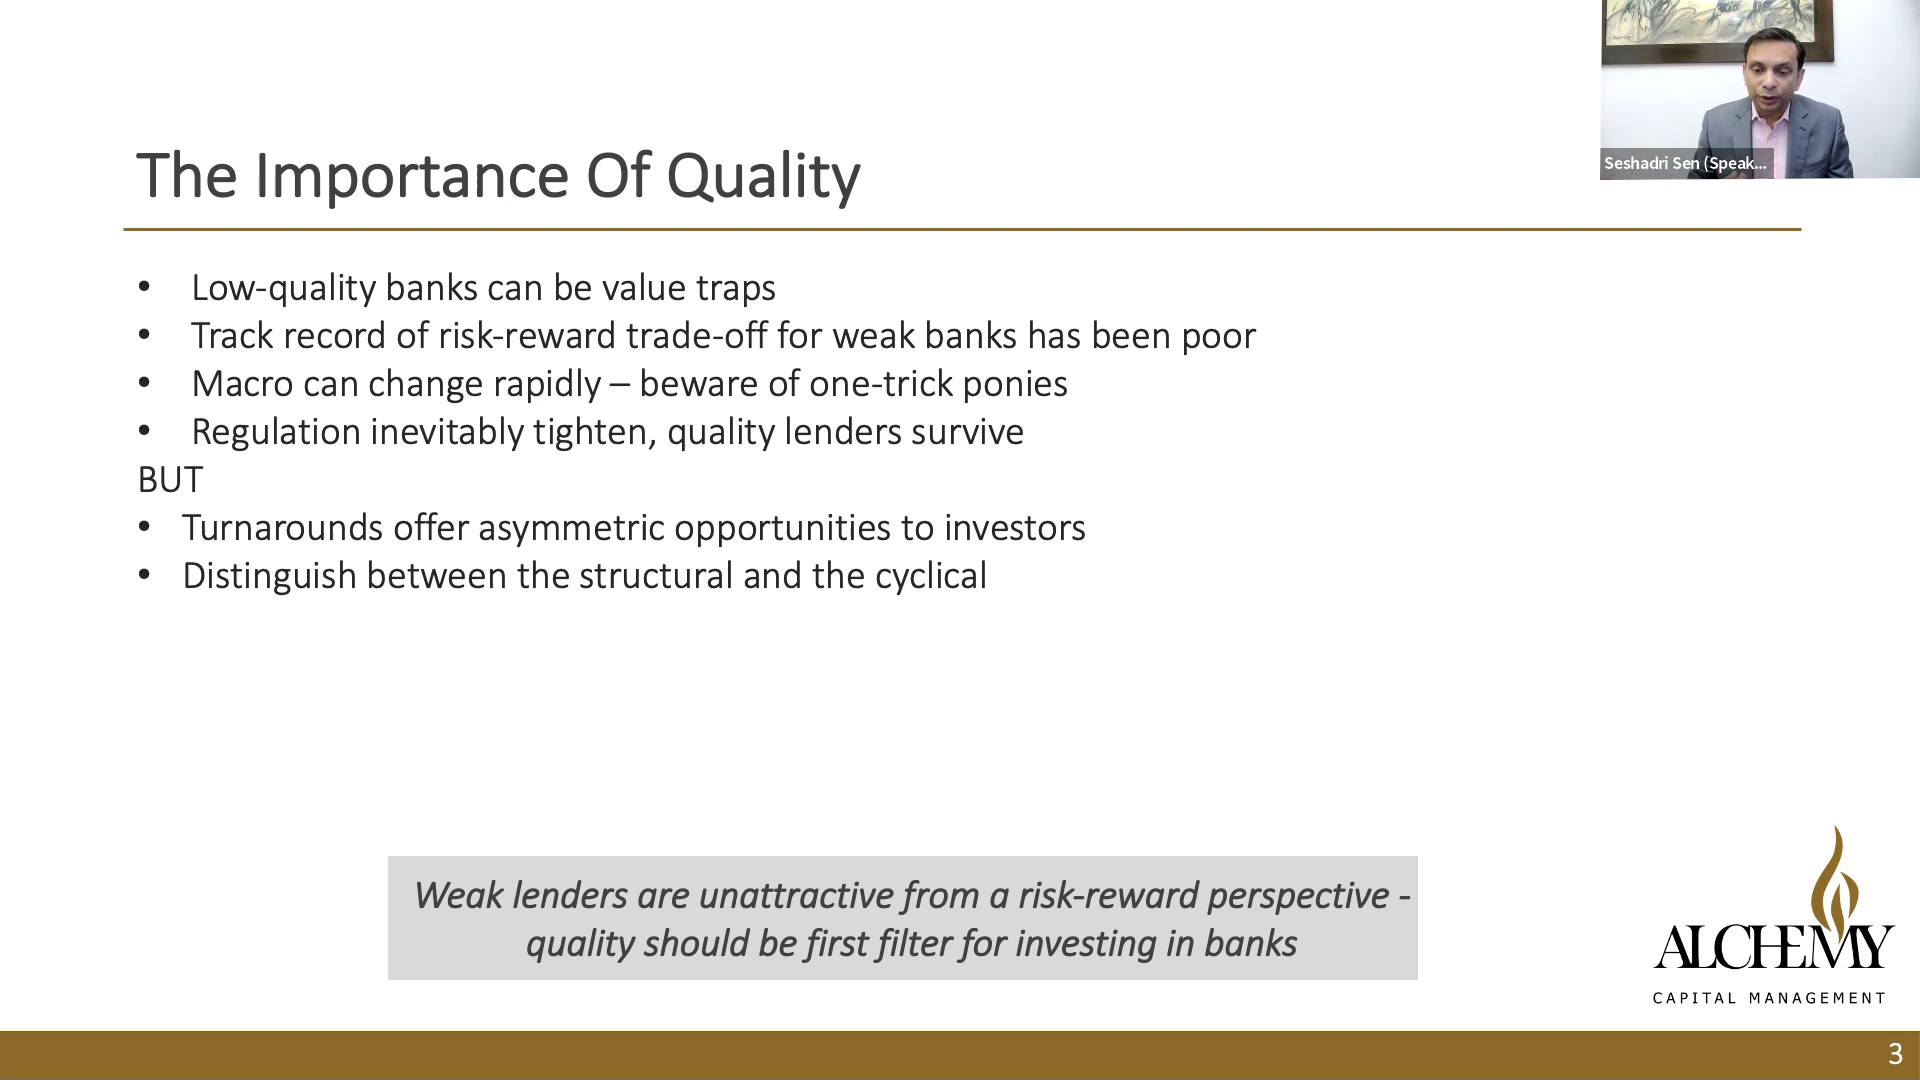 Seshadri Sen (Speak...
The Importance Of Quality
• Low-quality banks can be value traps
• Track record of risk-reward trade-off for weak banks has been poor
• Macro can change rapidly – beware of one-trick ponies
• Regulation inevitably tighten, quality lenders survive
BUT
• Turnarounds offer asymmetric opportunities to investors
• Distinguish between the structural and the cyclical
Weak lenders are unattractive from a risk-reward perspective -
quality should be first filter for investing in banks
ALCHEMY
CAPITAL MANAGEMENT
3